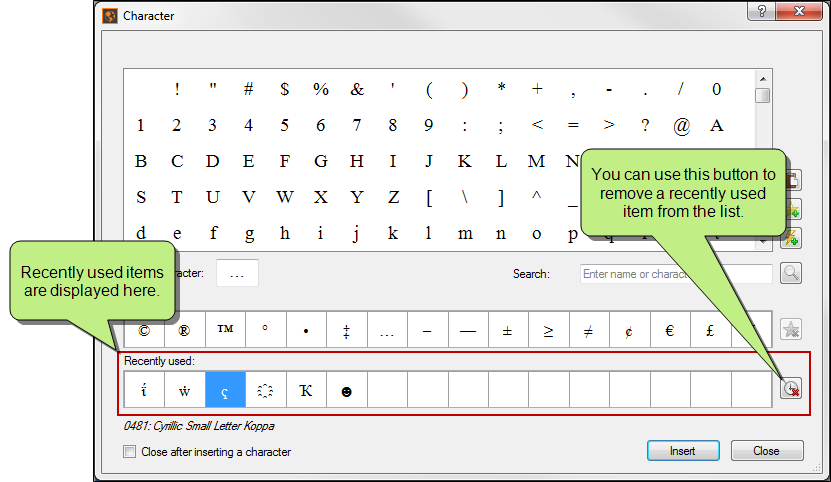 Character
! " # $ % & ' ( ) * + , - . / 0
1 2 3 4 5 6 7 8 9 : ; < = > ? @ A
B C D E F G H I J K L M N
S T U V W X Y Z [ \ ] ^ _
d e f g h i j k l m n o p q
You can use this button to
remove a recently used
item from the list.
Recently used items
are displayed here.
… Search: Enter name or charac
© ® ™ ° • ‡ … – — ± ≥ ≠ ¢ € £
Recently used:
ẇ ҁ Ҡ ☻
0481: Cyrillic Small Letter Koppa
Close after inserting a character
Insert Close